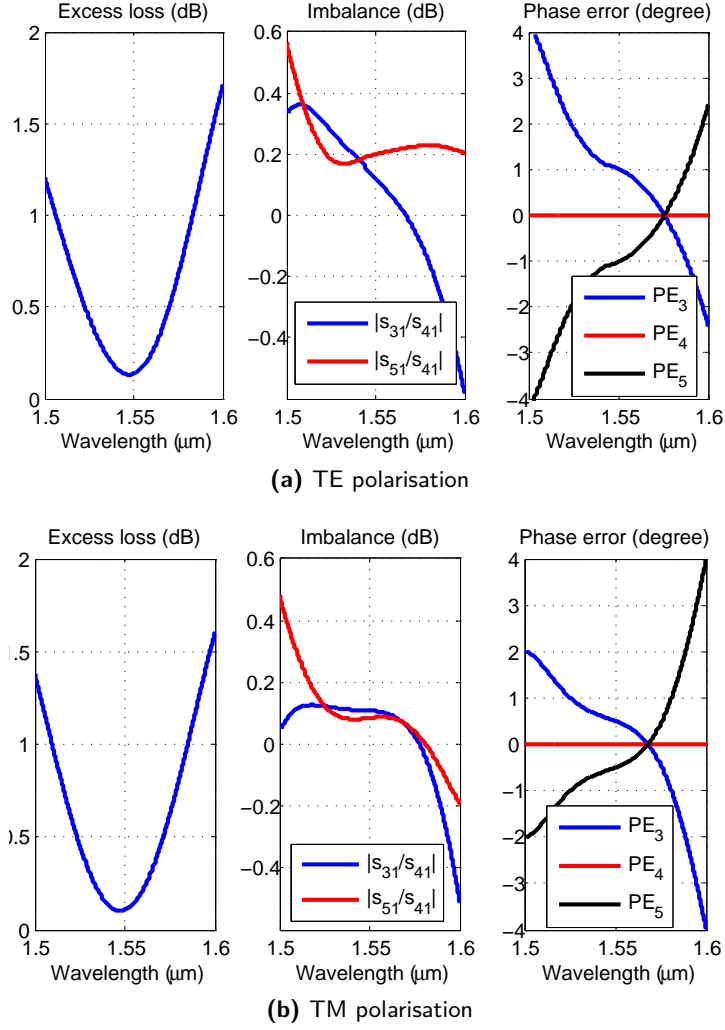 Excess loss (dB)
2
1.5
1
0.5
0
1.5 1.55 1.6
Wavelength (µm)
Imbalance (dB)
0.6
0.4
0.2
0
−0.2
−0.4
1.5 1.55 1.6
Wavelength (µm)
|s31/s41|
|s51/s41|
Phase error (degree)
4
3
2
1
0
−1
−2
−3
−4
1.5 1.55 1.6
Wavelength (µm)
PE3
PE4
PE5
(a) TE polarisation
Excess loss (dB)
2
.5
1
0.5
0
1.5 1.55 1.6
Wavelength (µm)
Imbalance (dB)
0.6
0.4
0.2
0
−0.2
−0.4
1.5 1.55 1.6
Wavelength (µm)
|s31/s41|
|s51/s41|
Phase error (degree)
4
3
2
1
0
−1
−2
−3
−4
1.5 1.55 1.6
Wavelength (µm)
PE3
PE4
PE5
(b) TM polarisation